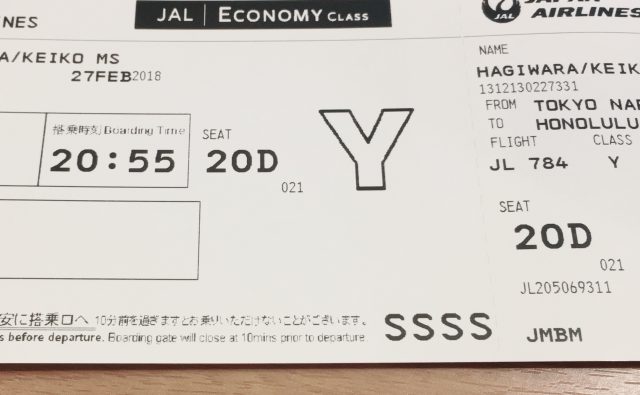 INES
JAL | ECONOMY CLASS
JAL
AIRLINES
A/KEIKO MS
27FEB2018
搭乗時刻 Boarding Time
20:55
SEAT
20D
021
Y
安に搭乗口へ 10分前を過ぎますとお乗りいただけないことがございます。
s before departure. Boarding gate will close at 10mins prior to departure.
SSSS
NAME
HAGIWARA/KEIK
1312130227331
FROM TOKYO NAR
TO HONOLULU
FLIGHT CLASS
JL 784 Y
SEAT
20D
021
JL205069311
JMBM